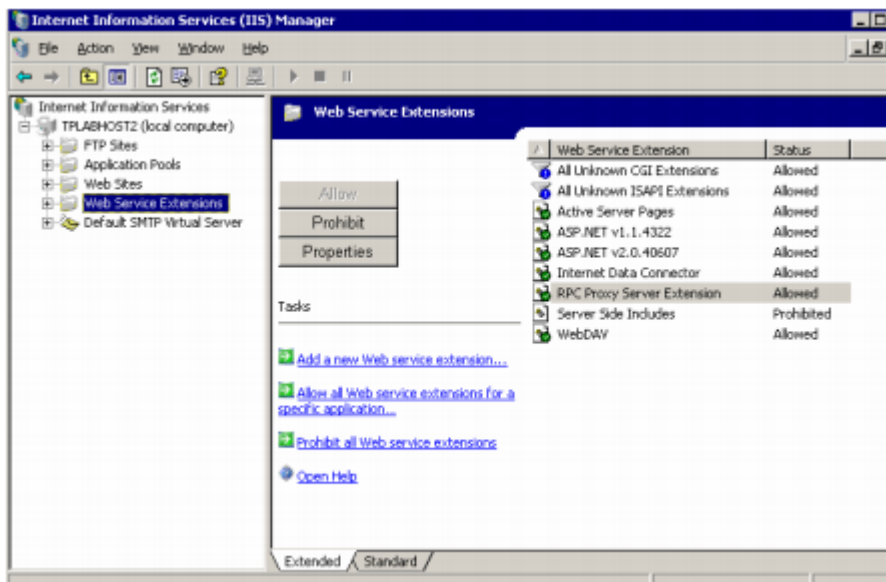 Internet Information Services (IIS) Manager
File Action View Window Help
Internet Information Services
TPLABHOST2 (local computer)
FTP Sites
Application Pools
Web Sites
Web Service Extensions
Default SMTP Virtual Server
Web Service Extensions
Allow
Prohibit
Properties
Tasks
Add a new Web service extension...
Allow all Web service extensions for a
specific application...
Prohibit all Web service extensions
Open Help
Web Service Extension Status
All Unknown CGI Extensions Allowed
All Unknown ISAPI Extensions Allowed
Active Server Pages Allowed
ASP.NET v1.1.4322 Allowed
ASP.NET v2.0.40607 Allowed
Internet Data Connector Allowed
RPC Proxy Server Extension Allowed
Server Side Includes Prohibited
WebDAV Allowed
Extended Standard